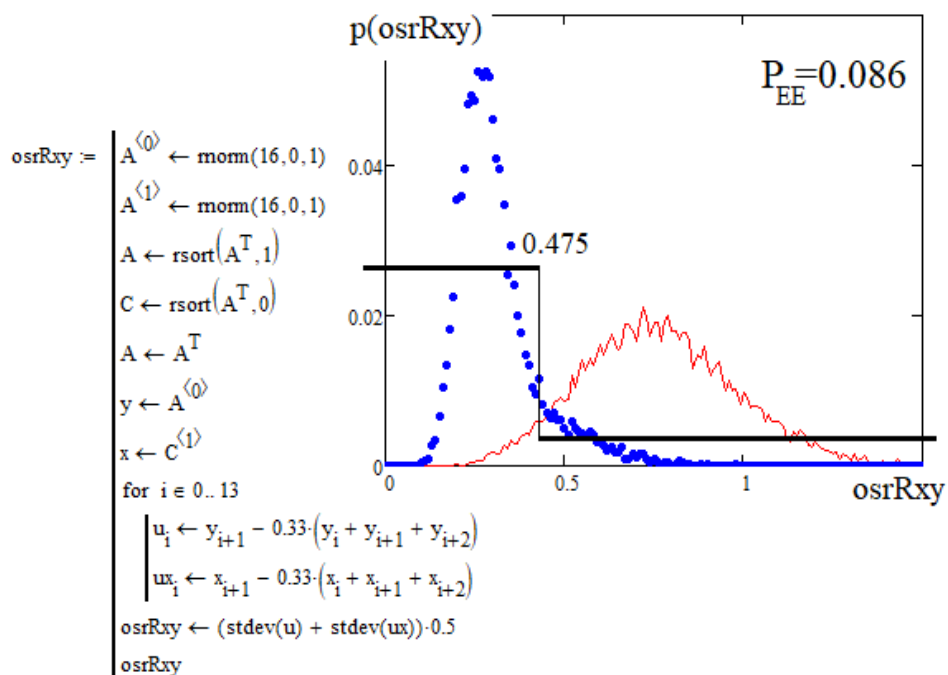 p(osrRxy)
P_EE=0.086
0.04
0.475
0.02
0
0
0.5
1
osrRxy
osrRxy :=
A^⟨0⟩ ← rnorm(16,0,1)
A^⟨1⟩ ← rnorm(16,0,1)
A ← rsort(A^T,1)
C ← rsort(A^T,0)
A ← A^T
y ← A^⟨0⟩
x ← C^⟨1⟩
for i ∈ 0..13
u_i ← y_{i+1} − 0.33·(y_i + y_{i+1} + y_{i+2})
ux_i ← x_{i+1} − 0.33·(x_i + x_{i+1} + x_{i+2})
osrRxy ← (stdev(u) + stdev(ux))·0.5
osrRxy